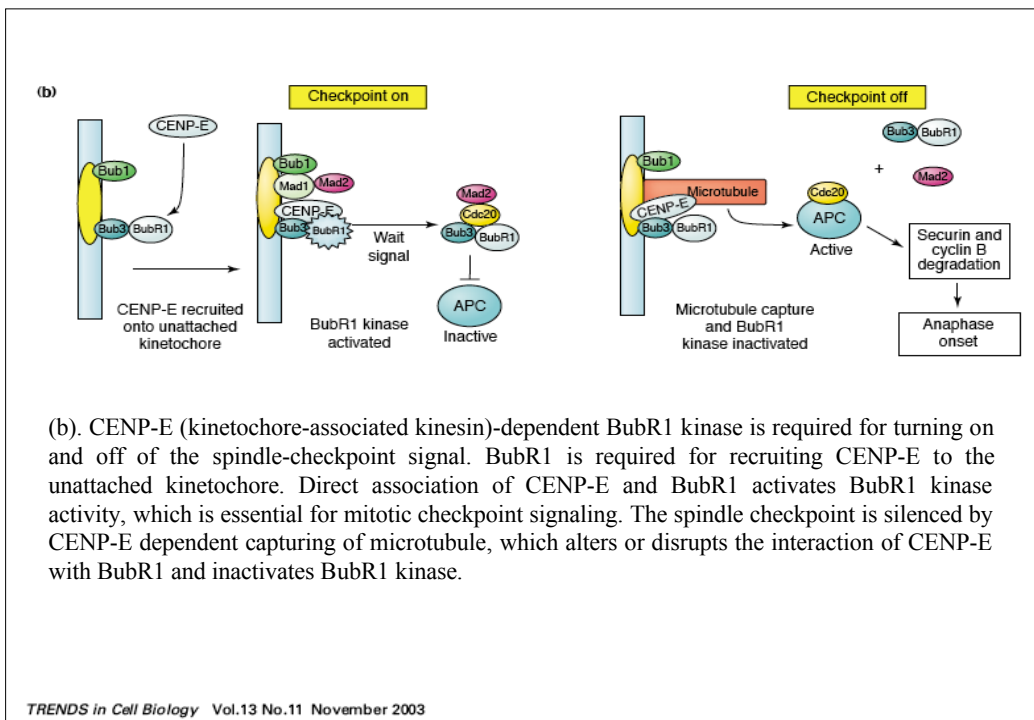 (b)
Checkpoint on
CENP-E
Bub1
Bub3
BubR1
CENP-E recruited
onto unattached
kinetochore
Bub1
Mad1
Mad2
CENP-E
Bub3
BubR1
BubR1 kinase
activated
Wait
signal
Mad2
Cdc20
Bub3
BubR1
APC
Inactive
Checkpoint off
Bub1
Microtubule
CENP-E
Bub3
BubR1
Microtubule capture
and BubR1
kinase inactivated
Cdc20
APC
Active
Bub3
BubR1
+
Mad2
Securin and
cyclin B
degradation
Anaphase
onset
(b). CENP-E (kinetochore-associated kinesin)-dependent BubR1 kinase is required for turning on
and off of the spindle-checkpoint signal. BubR1 is required for recruiting CENP-E to the
unattached kinetochore. Direct association of CENP-E and BubR1 activates BubR1 kinase
activity, which is essential for mitotic checkpoint signaling. The spindle checkpoint is silenced by
CENP-E dependent capturing of microtubule, which alters or disrupts the interaction of CENP-E
with BubR1 and inactivates BubR1 kinase.
TRENDS in Cell Biology Vol.13 No.11 November 2003